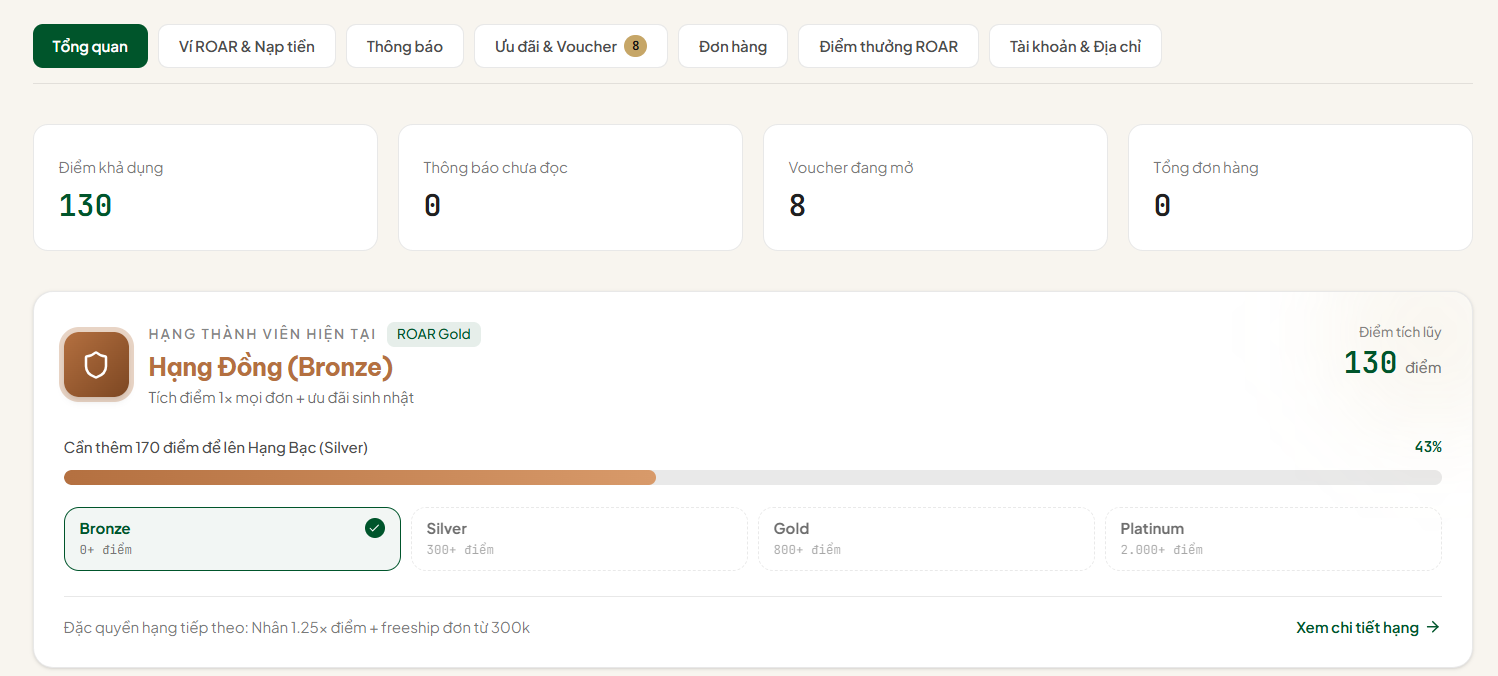 Tổng quan
Ví ROAR & Nạp tiền
Thông báo
Ưu đãi & Voucher 8
Đơn hàng
Điểm thưởng ROAR
Tài khoản & Địa chỉ
Điểm khả dụng
130
Thông báo chưa đọc
0
Voucher đang mở
8
Tổng đơn hàng
0
HẠNG THÀNH VIÊN HIỆN TẠI ROAR Gold
Hạng Đồng (Bronze)
Tích điểm 1× mọi đơn + ưu đãi sinh nhật
Điểm tích lũy
130 điểm
Cần thêm 170 điểm để lên Hạng Bạc (Silver)
43%
Bronze
0+ điểm
Silver
300+ điểm
Gold
800+ điểm
Platinum
2.000+ điểm
Đặc quyền hạng tiếp theo: Nhân 1.25× điểm + freeship đơn từ 300k
Xem chi tiết hạng →